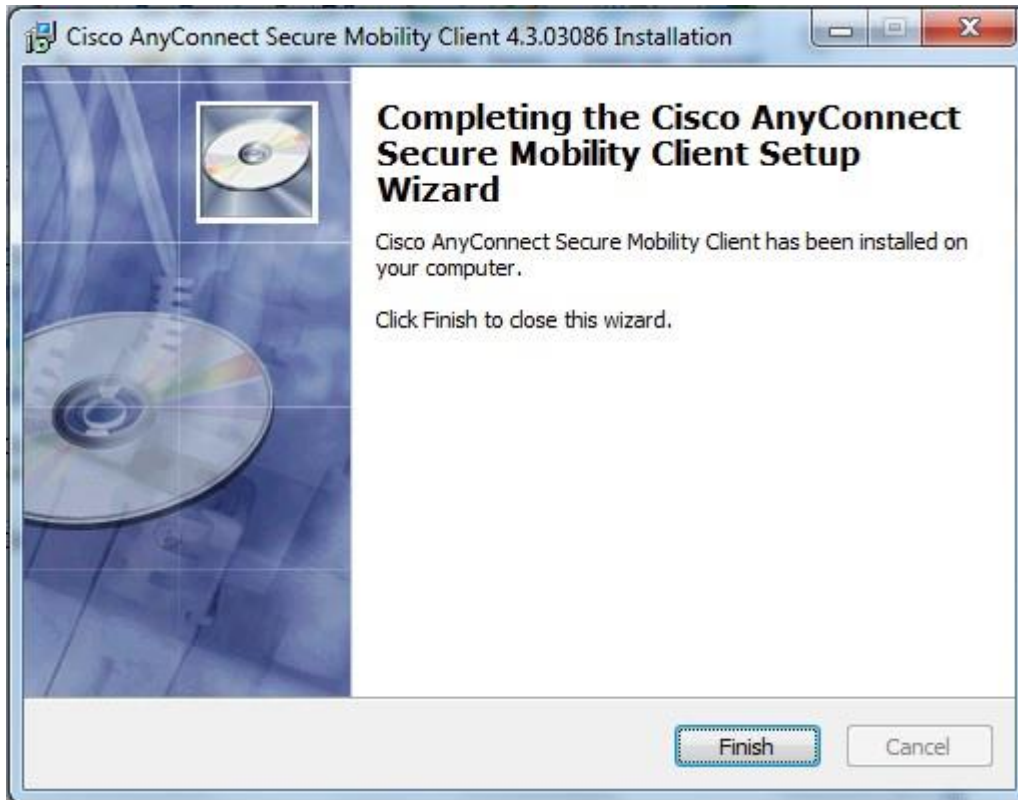 Cisco AnyConnect Secure Mobility Client 4.3.03086 Installation
Completing the Cisco AnyConnect
Secure Mobility Client Setup
Wizard
Cisco AnyConnect Secure Mobility Client has been installed on
your computer.
Click Finish to close this wizard.
Finish
Cancel